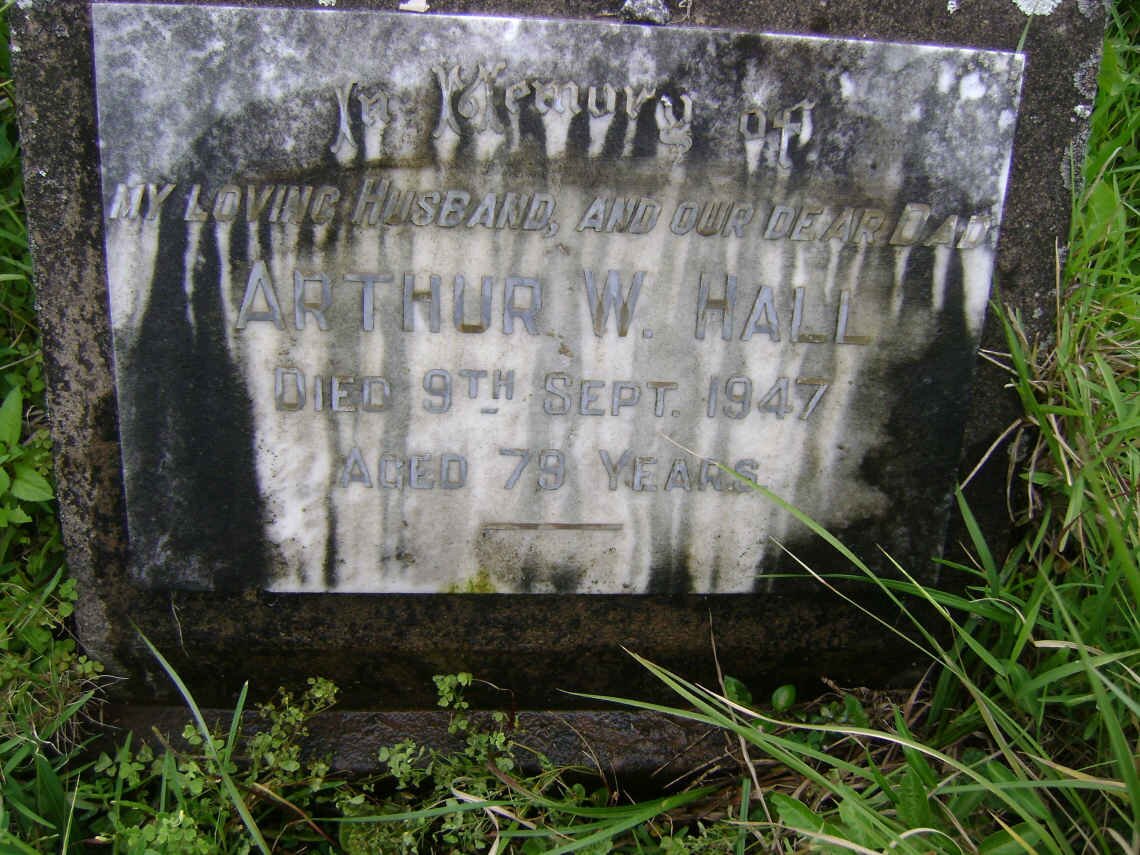 In Memory of
MY LOVING HUSBAND, AND OUR DEAR DAD
ARTHUR W. HALL
DIED 9TH SEPT. 1947
AGED 79 YEARS.